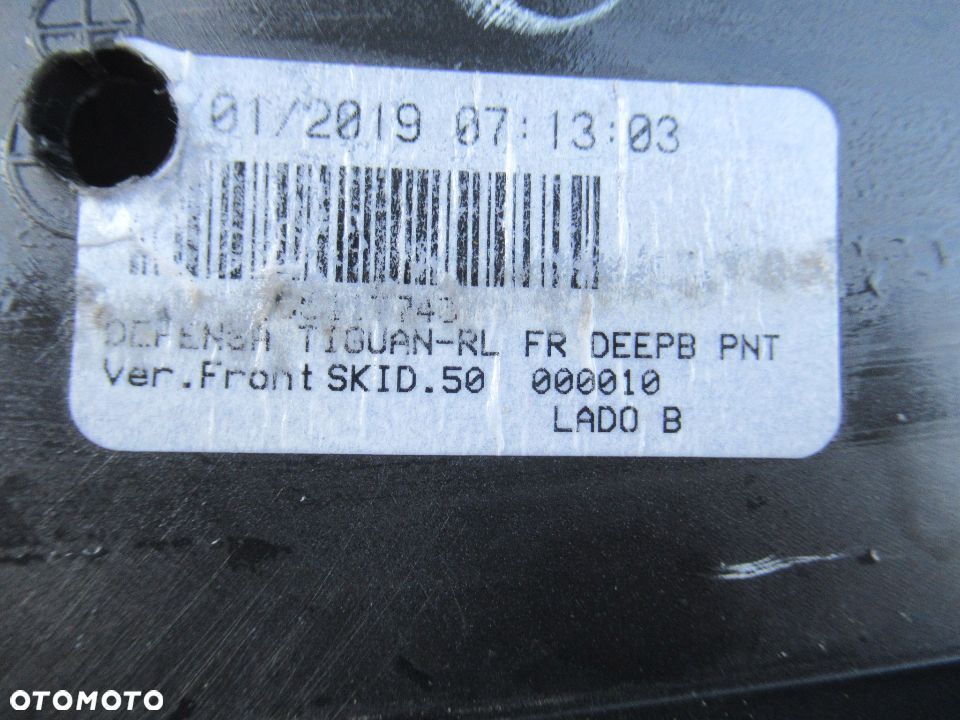 /01/2019 07:13:03
DEFENSA TIGUAN-RL FR DEEPB PNT
Ver.Front SKID.50 000010
LADO B
OTOMOTO